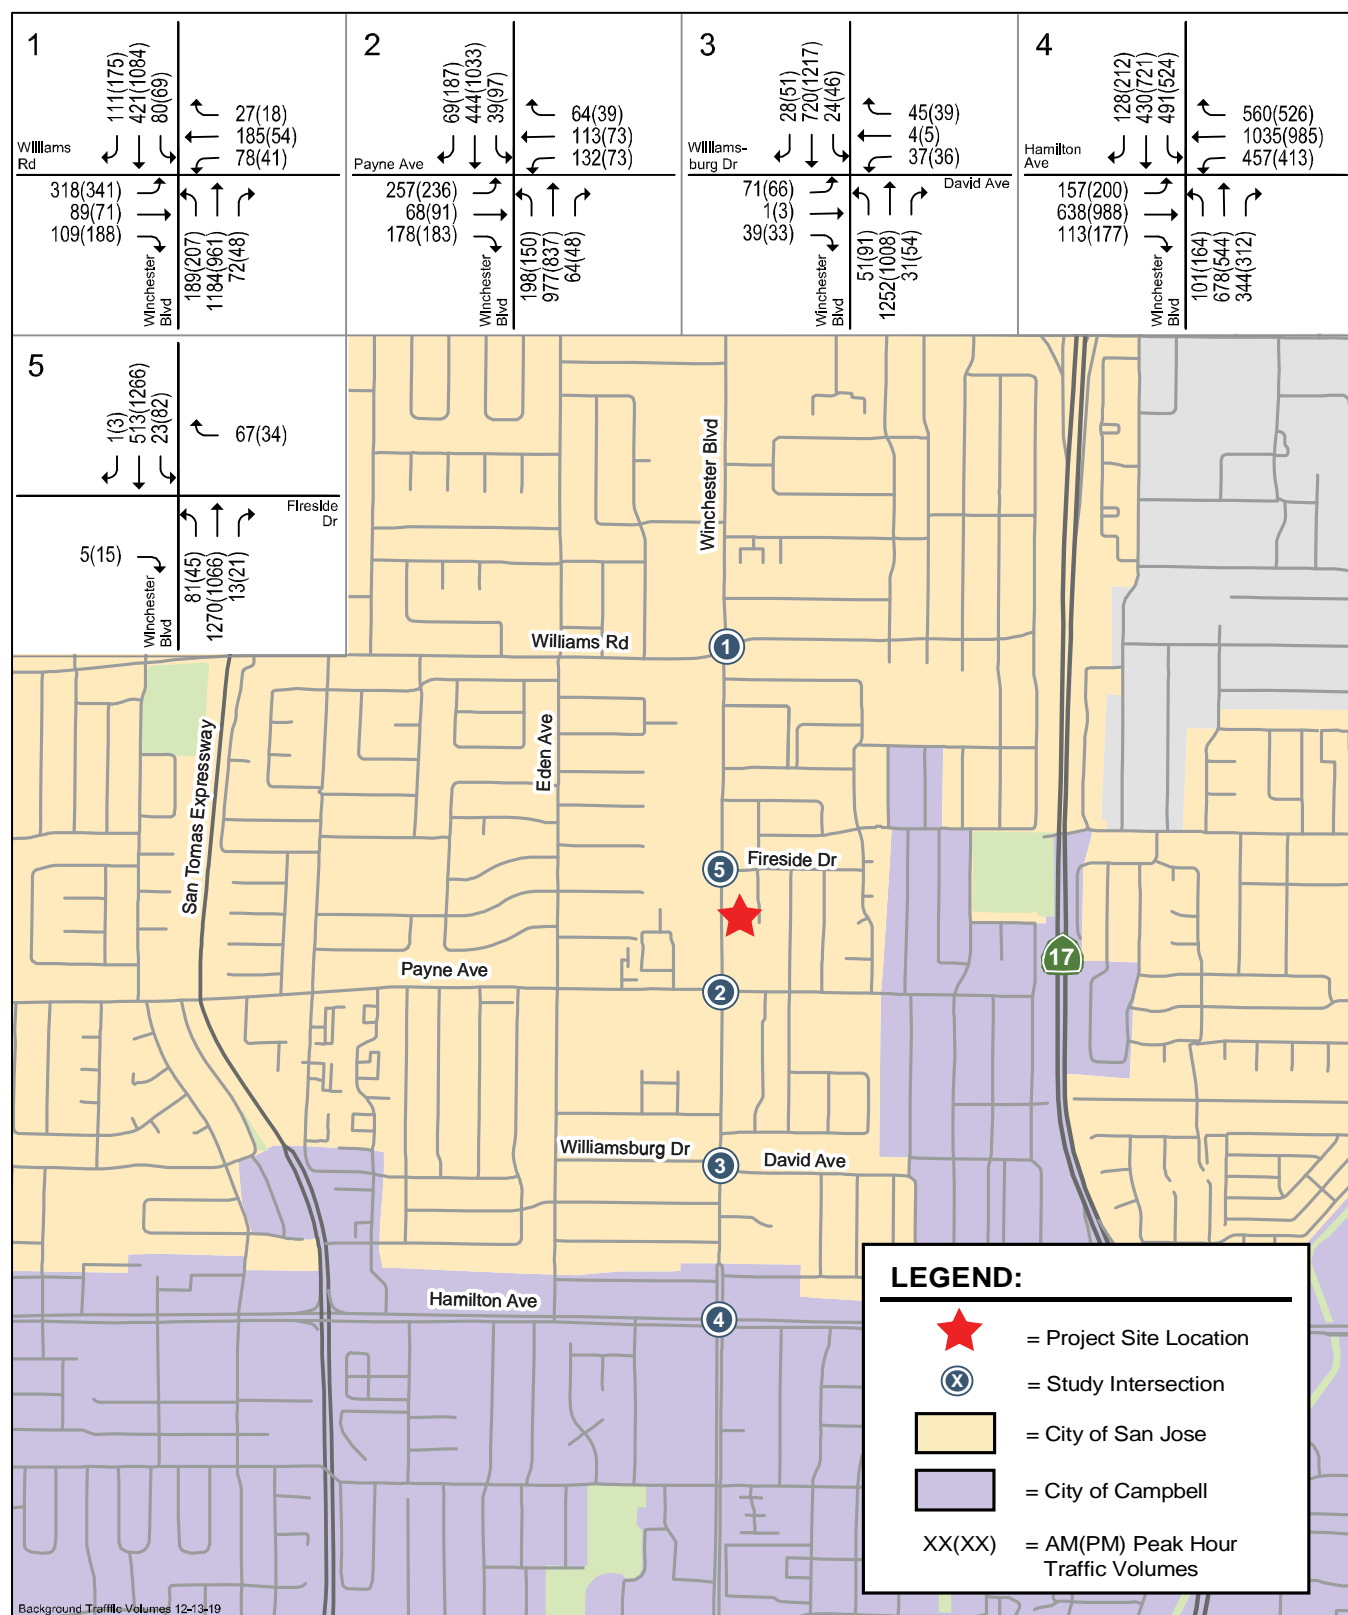 1
111(175)
421(1084)
80(69)
27(18)
185(54)
78(41)
Williams
Rd
318(341)
89(71)
109(188)
Winchester
Blvd
189(207)
1184(961)
72(48)
2
69(187)
444(1033)
39(97)
64(39)
113(73)
132(73)
Payne Ave
257(236)
68(91)
178(183)
Winchester
Blvd
198(150)
977(837)
64(48)
3
28(51)
720(1217)
24(46)
45(39)
4(5)
37(36)
Williams-
burg Dr
David Ave
71(66)
1(3)
39(33)
Winchester
Blvd
51(91)
1252(1008)
31(54)
4
128(212)
430(721)
491(524)
560(526)
1035(985)
457(413)
Hamilton
Ave
157(200)
638(988)
113(177)
Winchester
Blvd
101(164)
678(544)
344(312)
5
1(3)
513(1266)
23(82)
67(34)
Fireside
Dr
5(15)
Winchester
Blvd
81(45)
1270(1066)
13(21)
Winchester Blvd
Williams Rd
1
San Tomas Expressway
Eden Ave
5
Fireside Dr
17
Payne Ave
2
Williamsburg Dr
3
David Ave
Hamilton Ave
4
LEGEND:
= Project Site Location
X
= Study Intersection
= City of San Jose
= City of Campbell
XX(XX)
= AM(PM) Peak Hour
Traffic Volumes
Background Traffic Volumes 12-13-19